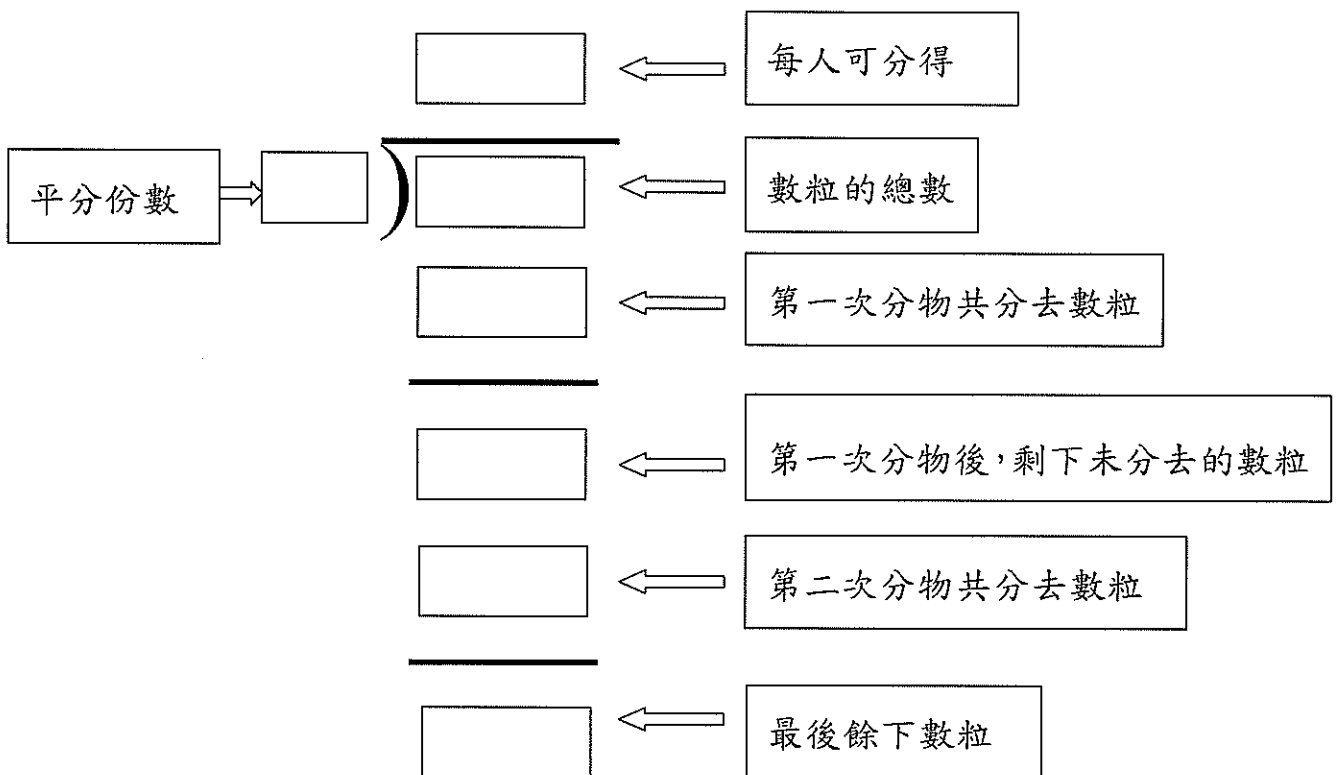 每人可分得
平分份數
數粒的總數
第一次分物共分去數粒
第一次分物後，剩下未分去的數粒
第二次分物共分去數粒
最後餘下數粒